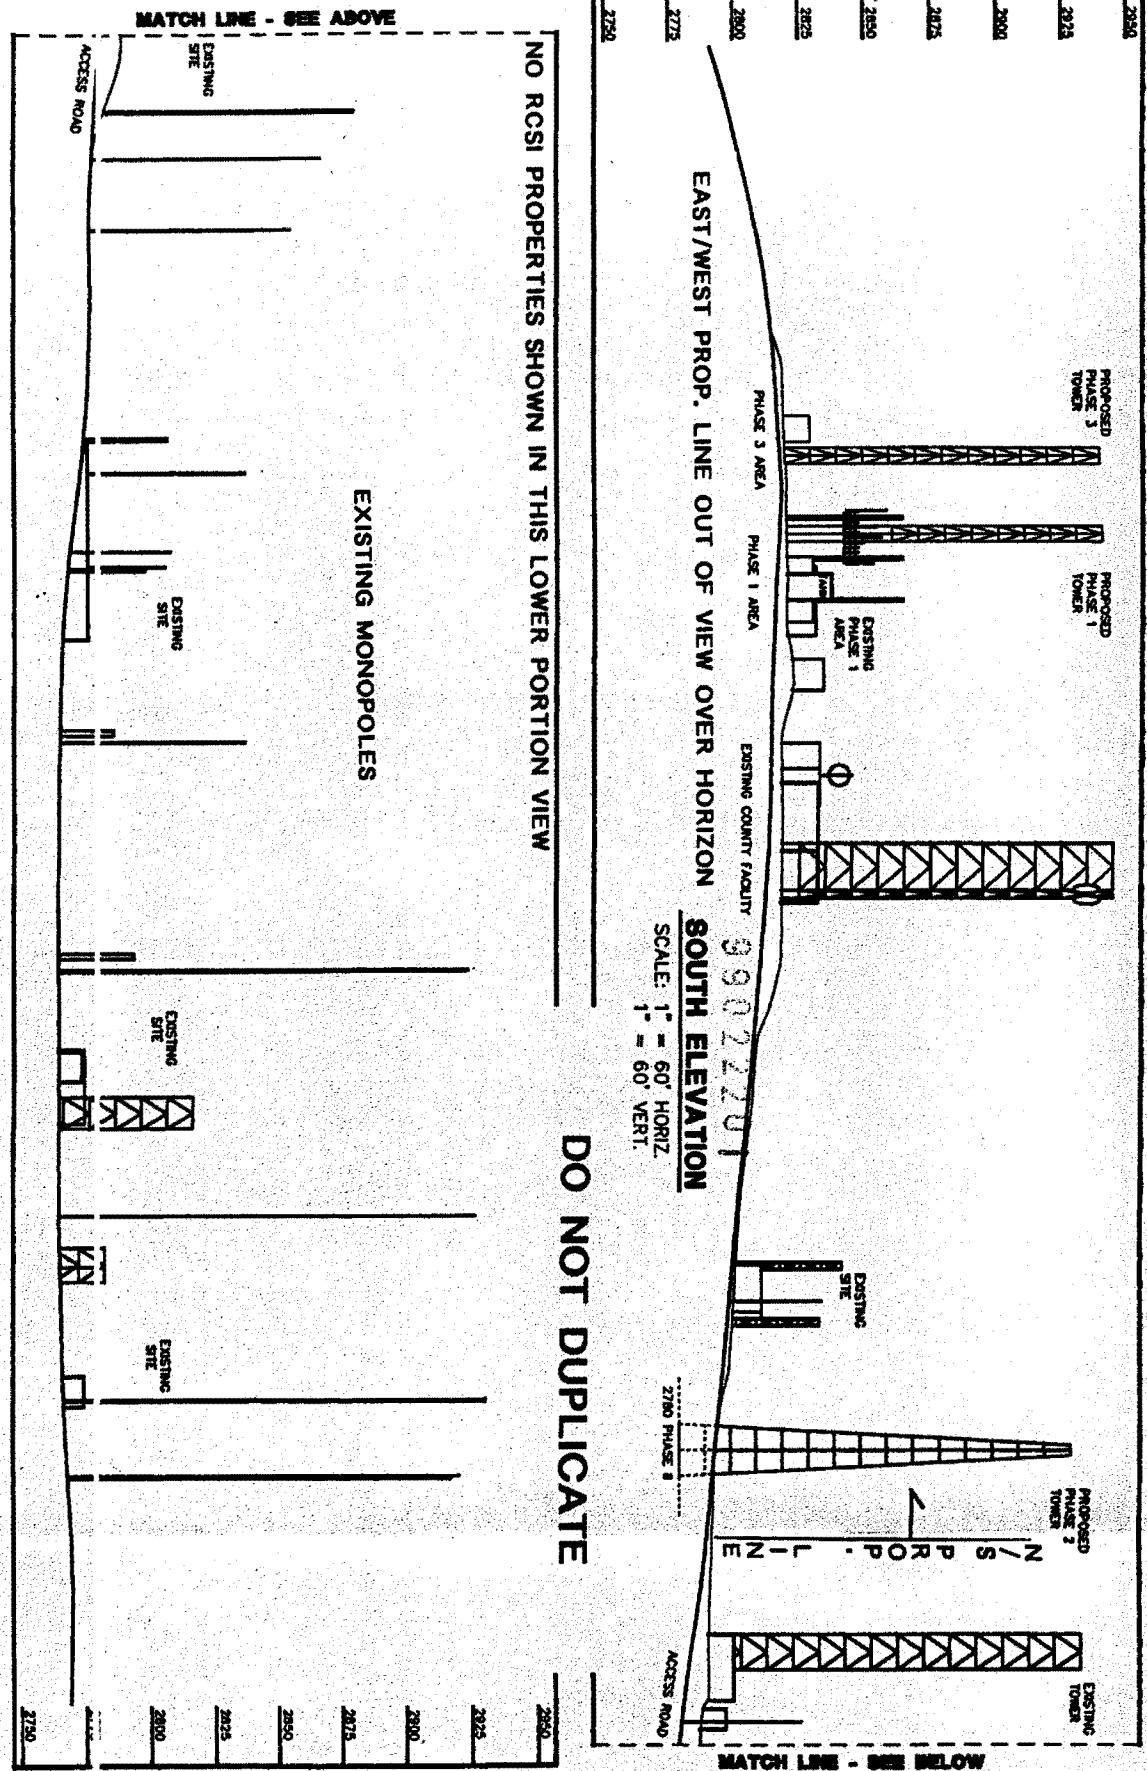 2950
2925
2900
2875
2850
2825
2800
2775
2750
PROPOSED
PHASE 3
TOWER
PROPOSED
PHASE 1
TOWER
EXISTING
PHASE 1
AREA
TANK
PHASE 3 AREA
PHASE 1 AREA
EXISTING COUNTY FACILITY
EAST/WEST PROP. LINE OUT OF VIEW OVER HORIZON
99022201
SOUTH ELEVATION
SCALE: 1" = 60' HORIZ.
1" = 60' VERT.
EXISTING
SITE
2780 PHASE II
PROPOSED
PHASE 2
TOWER
N/S PROP. LINE
EXISTING
TOWER
ACCESS ROAD
MATCH LINE - SEE BELOW
DO NOT DUPLICATE
MATCH LINE - SEE ABOVE
NO RCSI PROPERTIES SHOWN IN THIS LOWER PORTION VIEW
EXISTING
SITE
ACCESS ROAD
EXISTING MONOPOLES
EXISTING
SITE
EXISTING
SITE
EXISTING
SITE
2950
2925
2900
2875
2850
2825
2800
2750